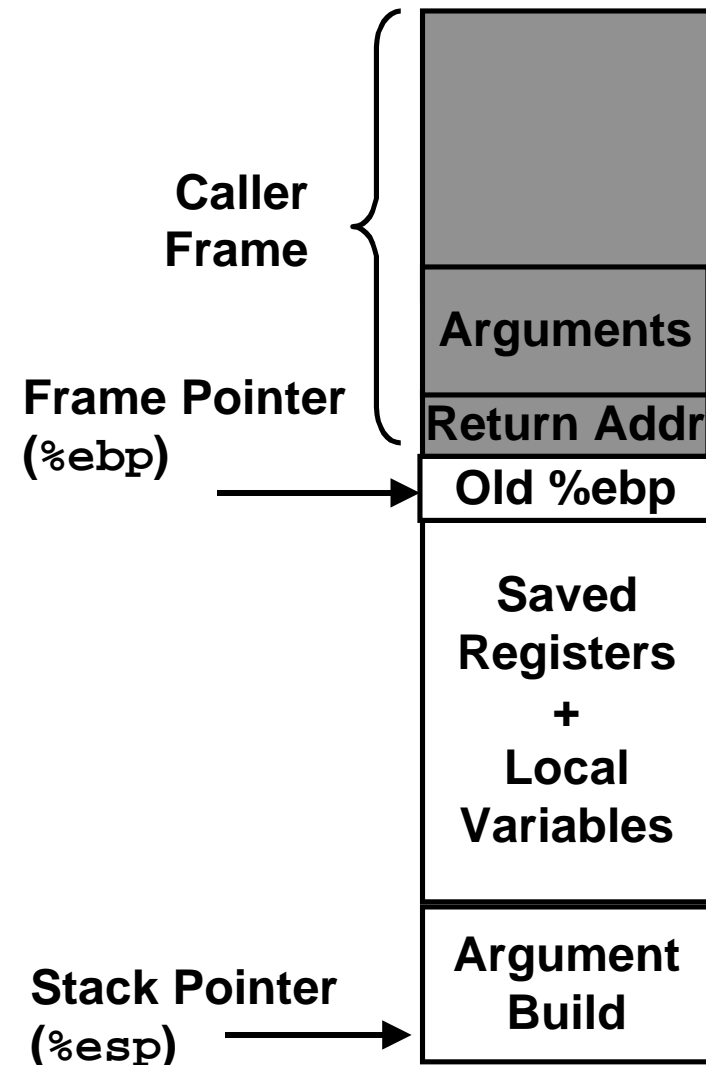 Caller
Frame
Arguments
Frame Pointer
(%ebp)
Return Addr
Old %ebp
Saved
Registers
+
Local
Variables
Argument
Build
Stack Pointer
(%esp)